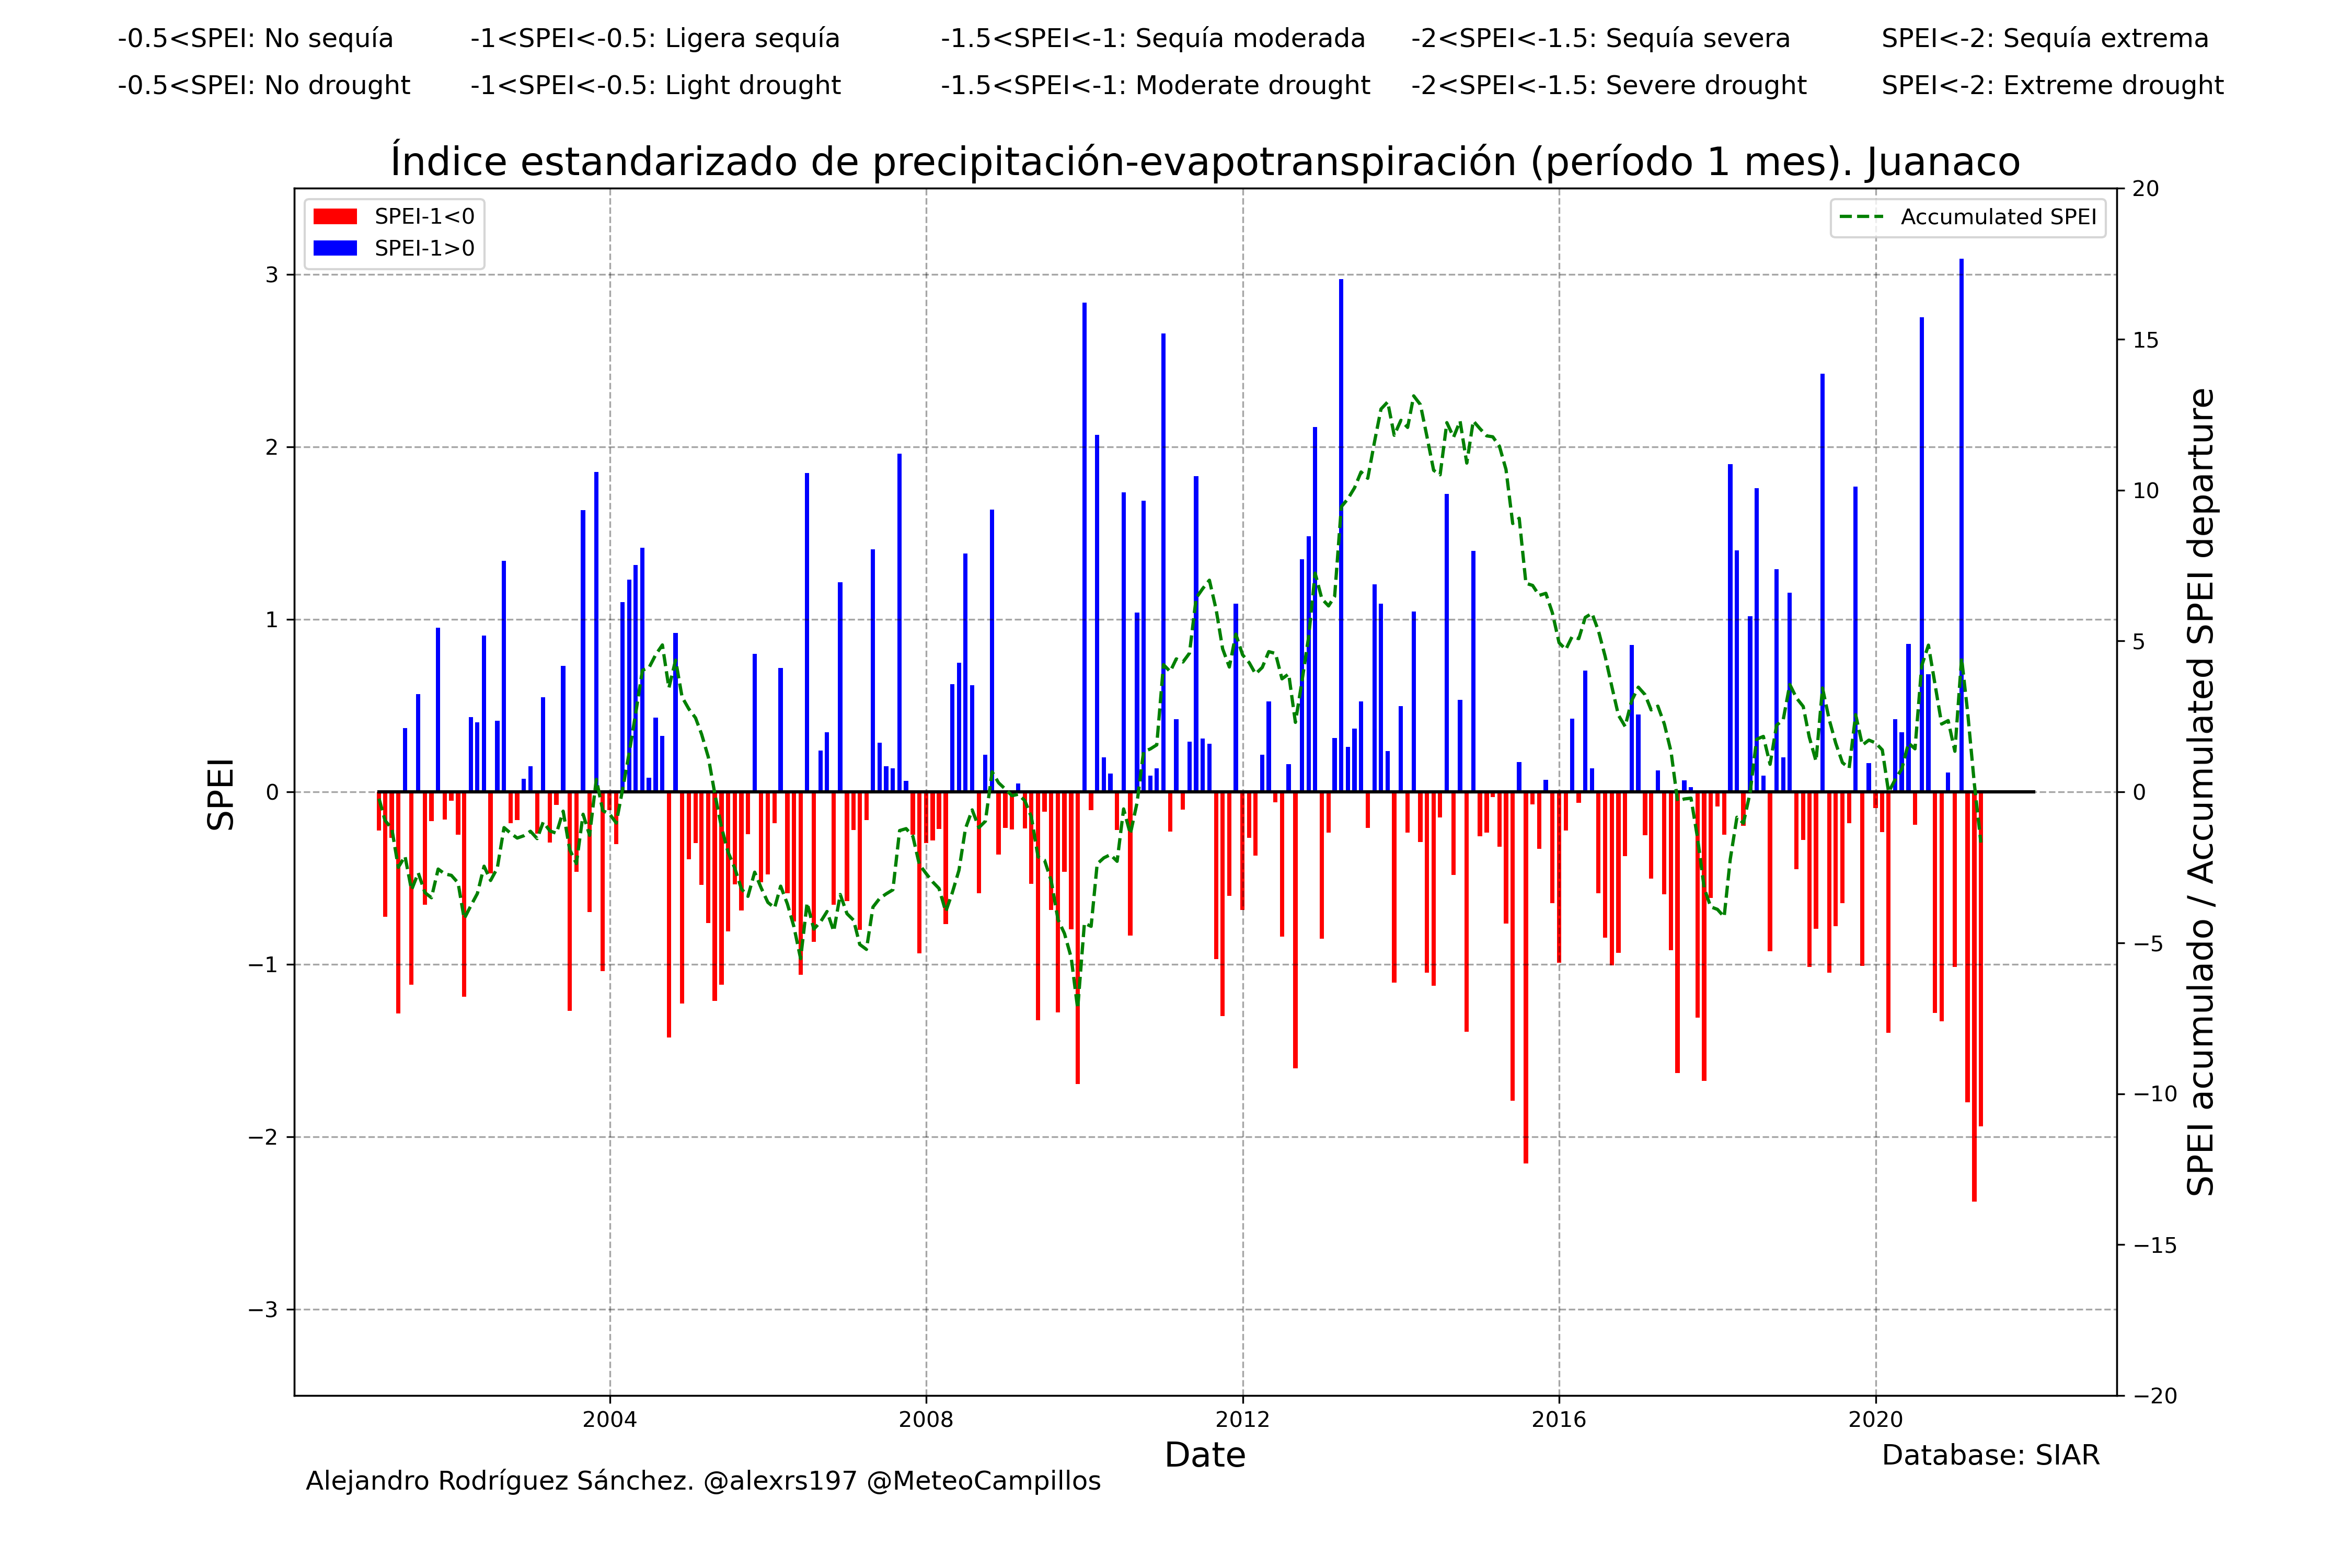 -0.5<SPEI: No sequía -1<SPEI<-0.5: Ligera sequía -1.5<SPEI<-1: Sequía moderada -2<SPEI<-1.5: Sequía severa SPEI<-2: Sequía extrema
-0.5<SPEI: No drought -1<SPEI<-0.5: Light drought -1.5<SPEI<-1: Moderate drought -2<SPEI<-1.5: Severe drought SPEI<-2: Extreme drought
Índice estandarizado de precipitación-evapotranspiración (período 1 mes). Juanaco
SPEI-1<0
SPEI-1>0
Accumulated SPEI
SPEI
3
2
1
0
−1
−2
−3
20
15
10
5
0
−5
−10
−15
−20
SPEI acumulado / Accumulated SPEI departure
2004 2008 2012 2016 2020
Date
Database: SIAR
Alejandro Rodríguez Sánchez. @alexrs197 @MeteoCampillos